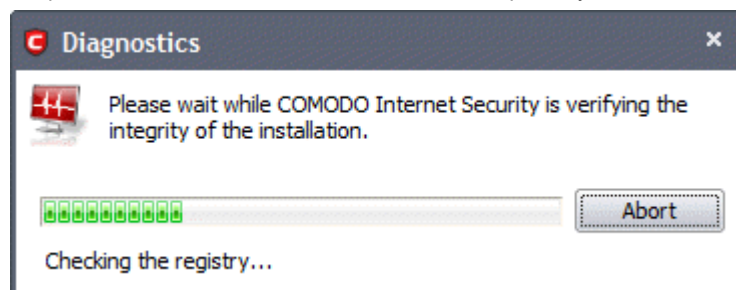 Diagnostics
Please wait while COMODO Internet Security is verifying the
integrity of the installation.
Abort
Checking the registry...